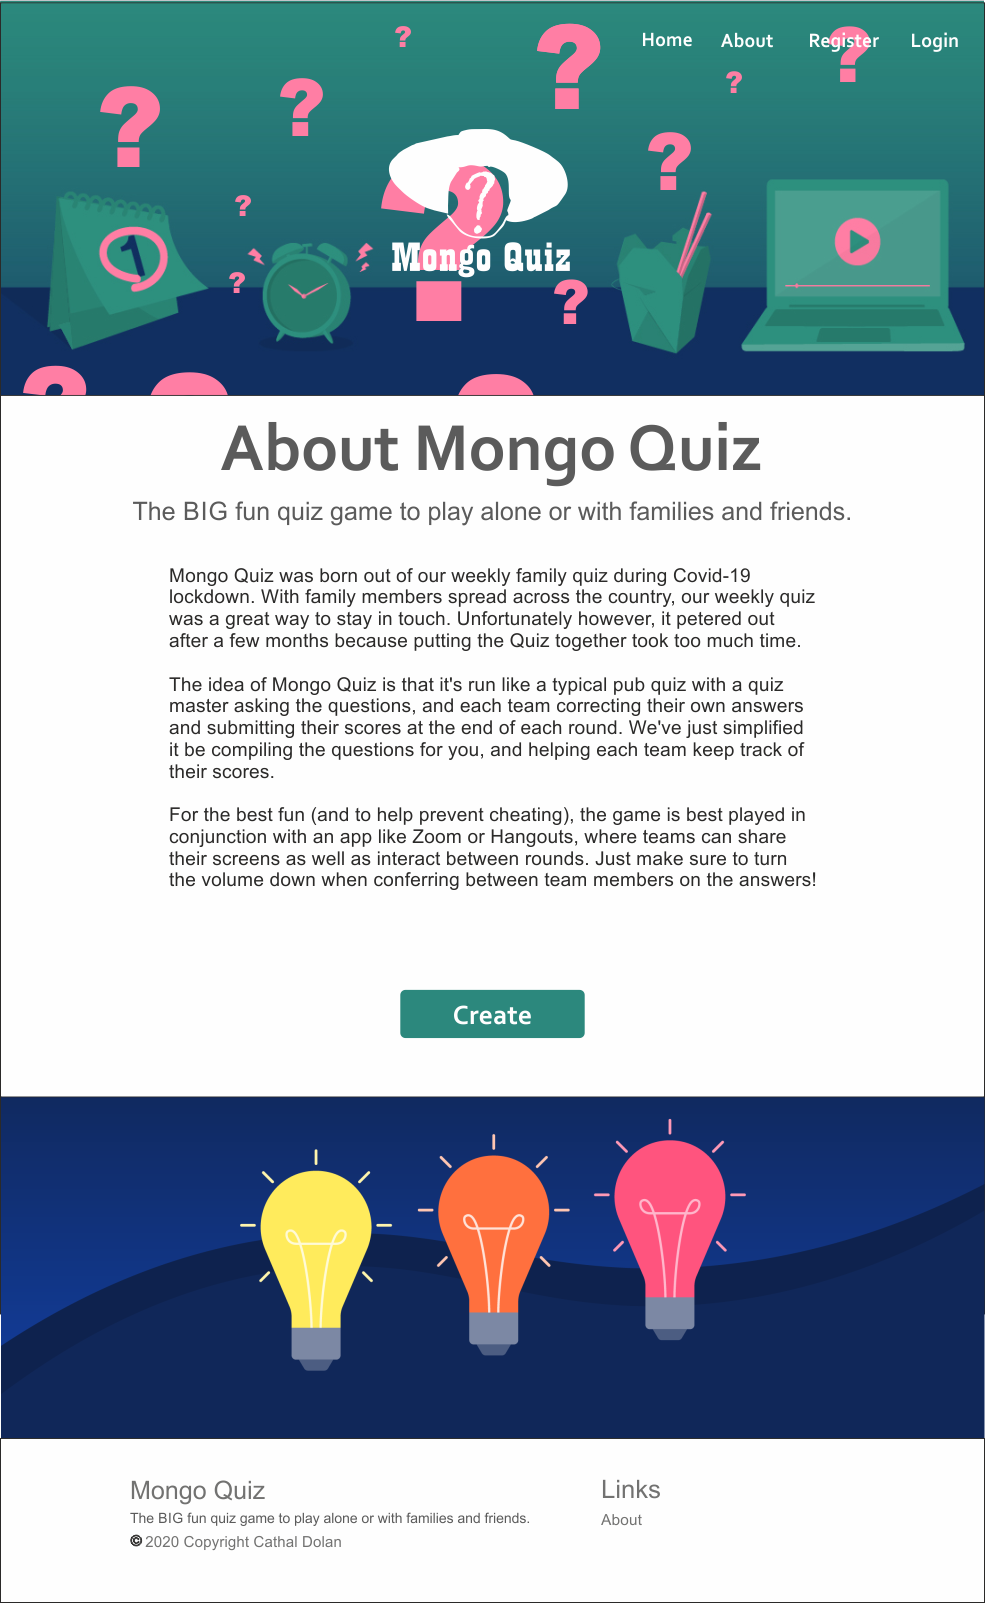 Home About Register Login
?
1
Mongo Quiz
About Mongo Quiz
The BIG fun quiz game to play alone or with families and friends.
Mongo Quiz was born out of our weekly family quiz during Covid-19
lockdown. With family members spread across the country, our weekly quiz
was a great way to stay in touch. Unfortunately however, it petered out
after a few months because putting the Quiz together took too much time.
The idea of Mongo Quiz is that it's run like a typical pub quiz with a quiz
master asking the questions, and each team correcting their own answers
and submitting their scores at the end of each round. We've just simplified
it be compiling the questions for you, and helping each team keep track of
their scores.
For the best fun (and to help prevent cheating), the game is best played in
conjunction with an app like Zoom or Hangouts, where teams can share
their screens as well as interact between rounds. Just make sure to turn
the volume down when conferring between team members on the answers!
Create
Mongo Quiz
The BIG fun quiz game to play alone or with families and friends.
© 2020 Copyright Cathal Dolan
Links
About